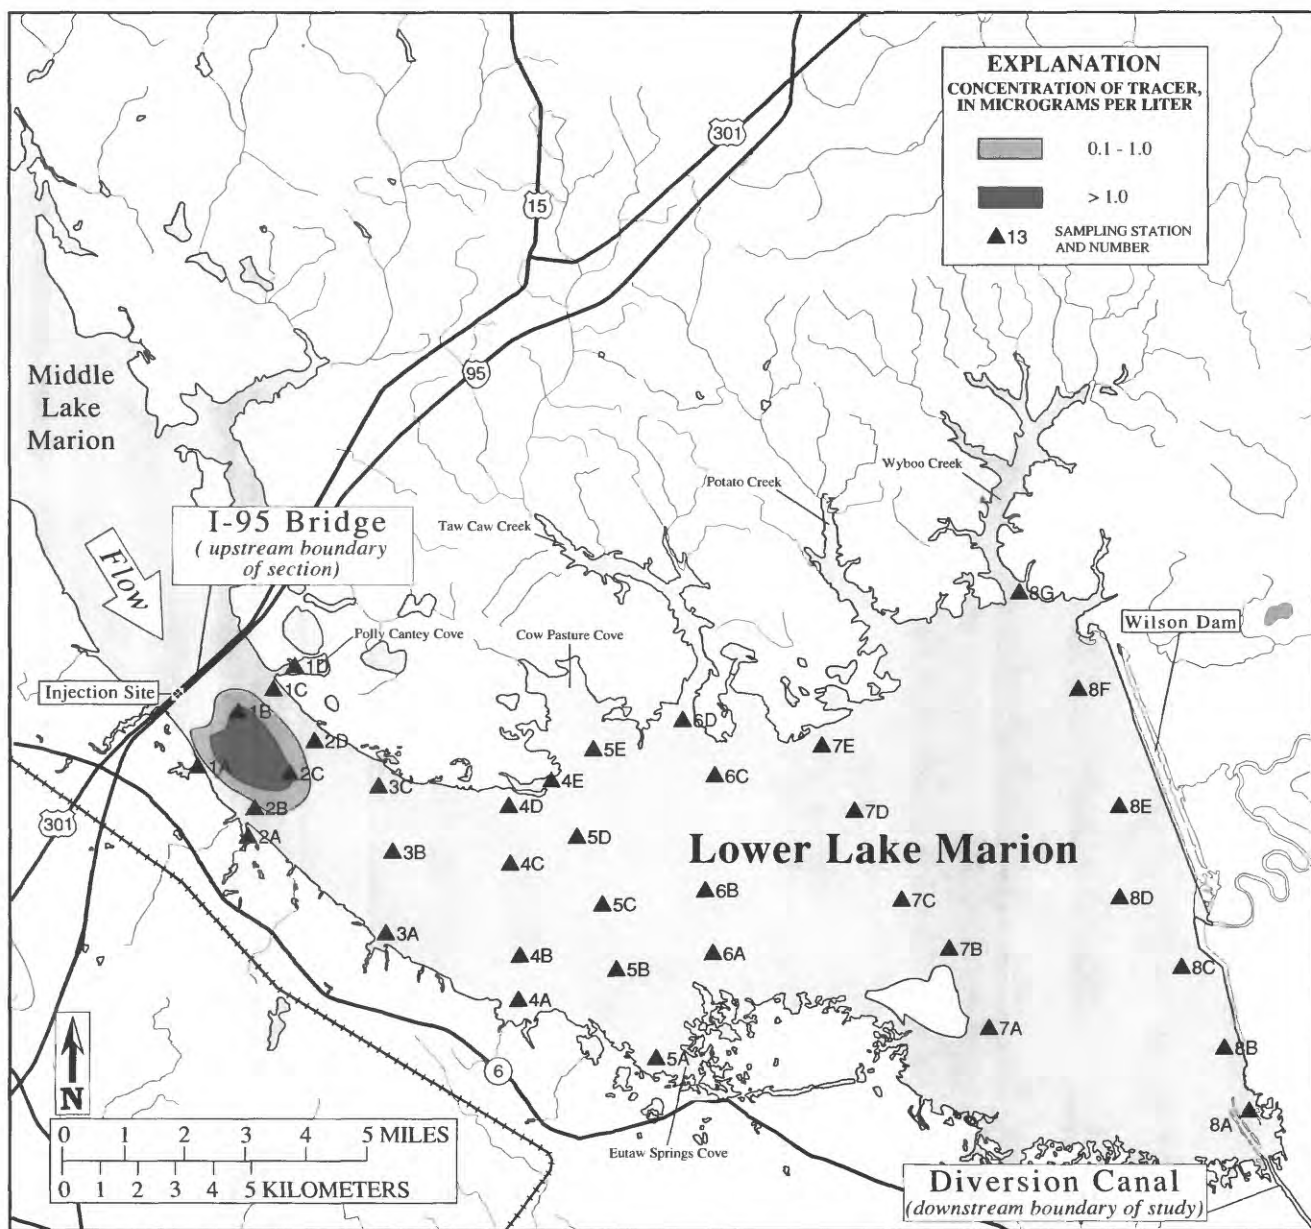 EXPLANATION
CONCENTRATION OF TRACER,
IN MICROGRAMS PER LITER
0.1 - 1.0
> 1.0
13 SAMPLING STATION
AND NUMBER
301
15
95
Middle
Lake
Marion
Wyboo Creek
Potato Creek
Taw Caw Creek
I-95 Bridge
( upstream boundary
of section)
Flow
8G
Wilson Dam
Polly Cantey Cove
Cow Pasture Cove
1D
Injection Site
1C
8F
1B
6D
2D
7E
5E
1A
2C
6C
4E
3C
2B
4D
7D
8E
301
2A
5D
3B
4C
Lower Lake Marion
6B
7C
8D
5C
3A
7B
4B
6A
8C
5B
4A
7A
8B
5A
6
N
8A
0 1 2 3 4 5 MILES
0 1 2 3 4 5 KILOMETERS
Eutaw Springs Cove
Diversion Canal
(downstream boundary of study)